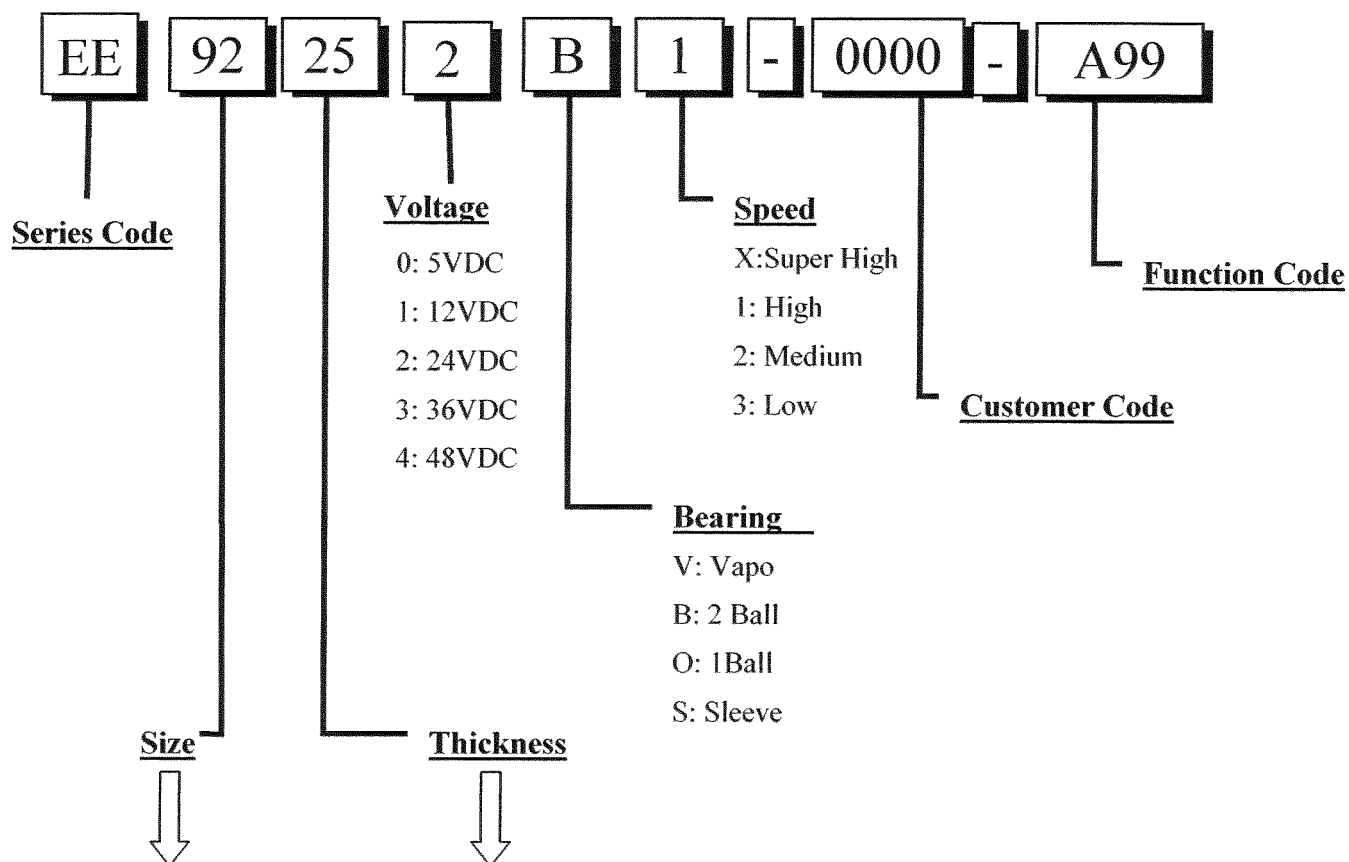 EE 92 25 2 B 1 - 0000 - A99
Series Code
Voltage
0: 5VDC
1: 12VDC
2: 24VDC
3: 36VDC
4: 48VDC
Speed
X:Super High
1: High
2: Medium
3: Low
Function Code
Customer Code
Bearing
V: Vapo
B: 2 Ball
O: 1Ball
S: Sleeve
Size
Thickness